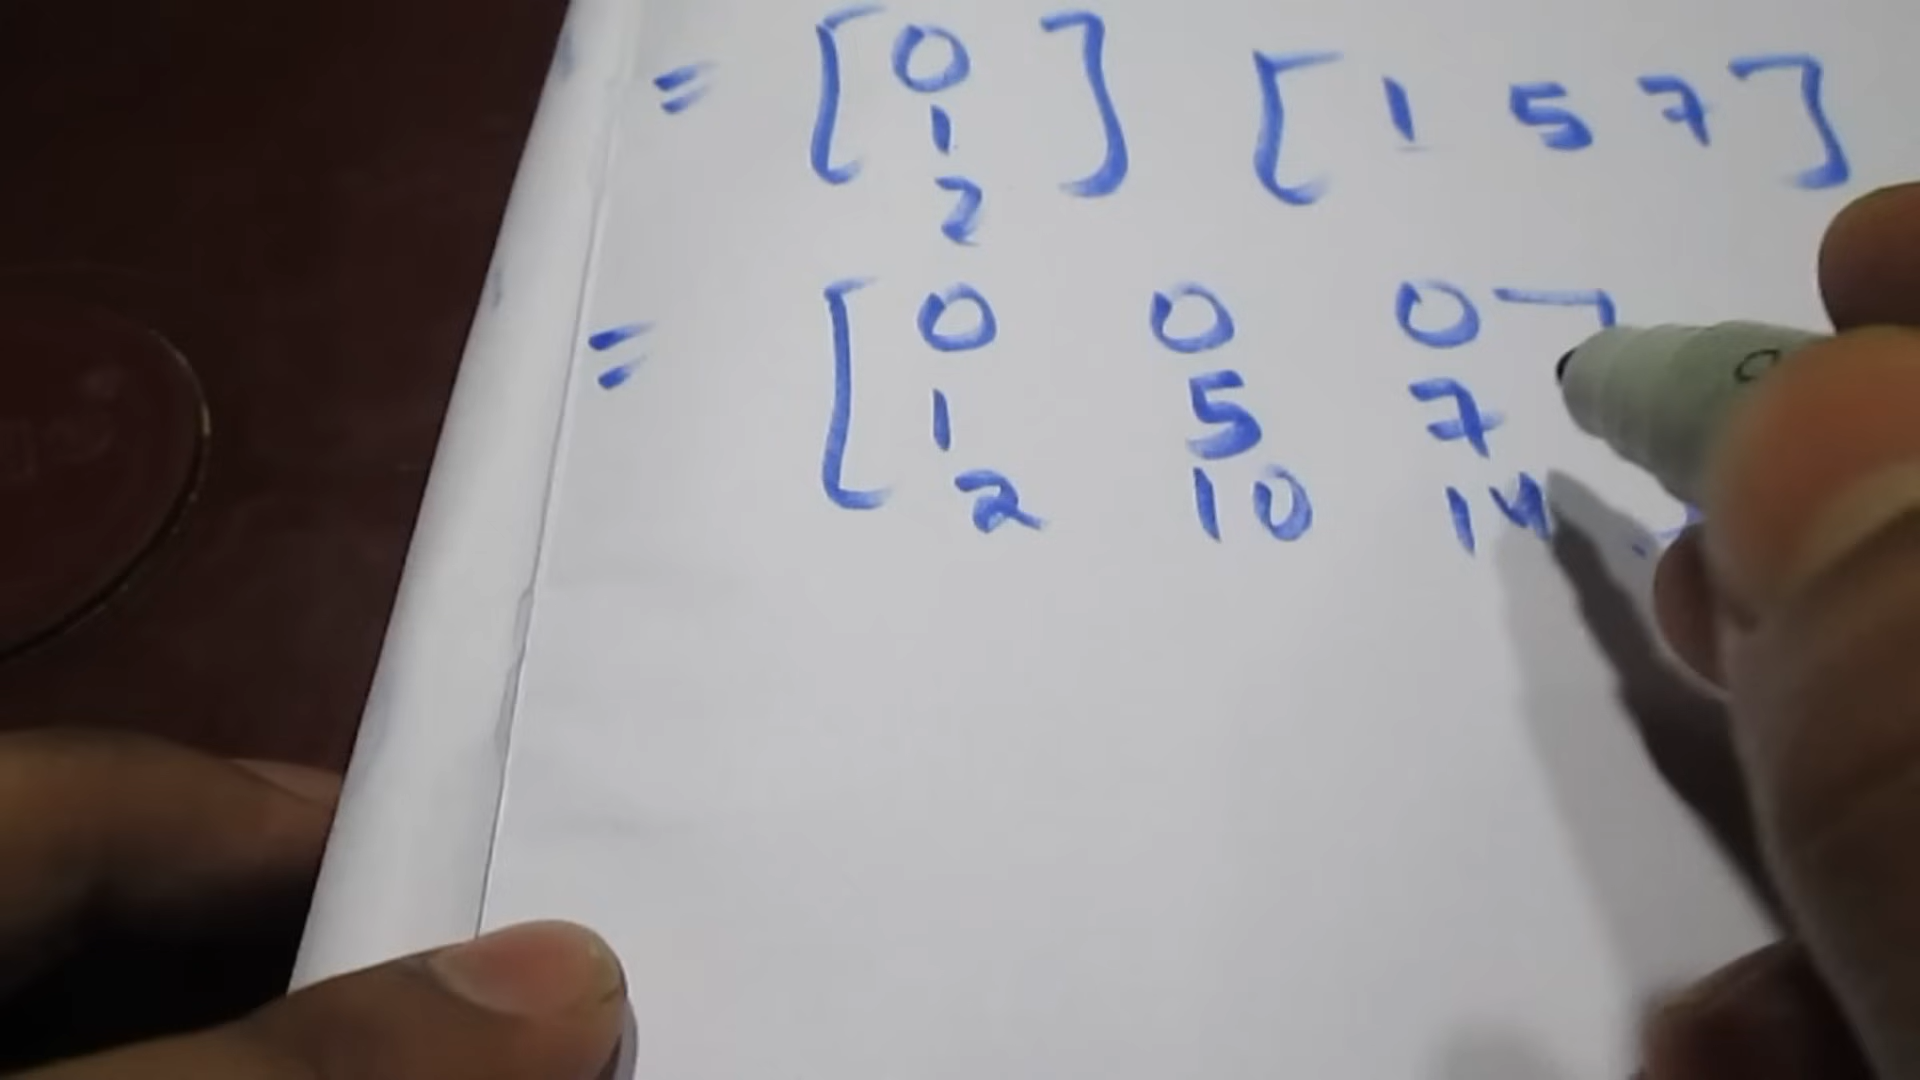 = [ 0 ] [ 1 5 7 ]
1
2
= [ 0 0 0 ]
1 5 7
2 10 14